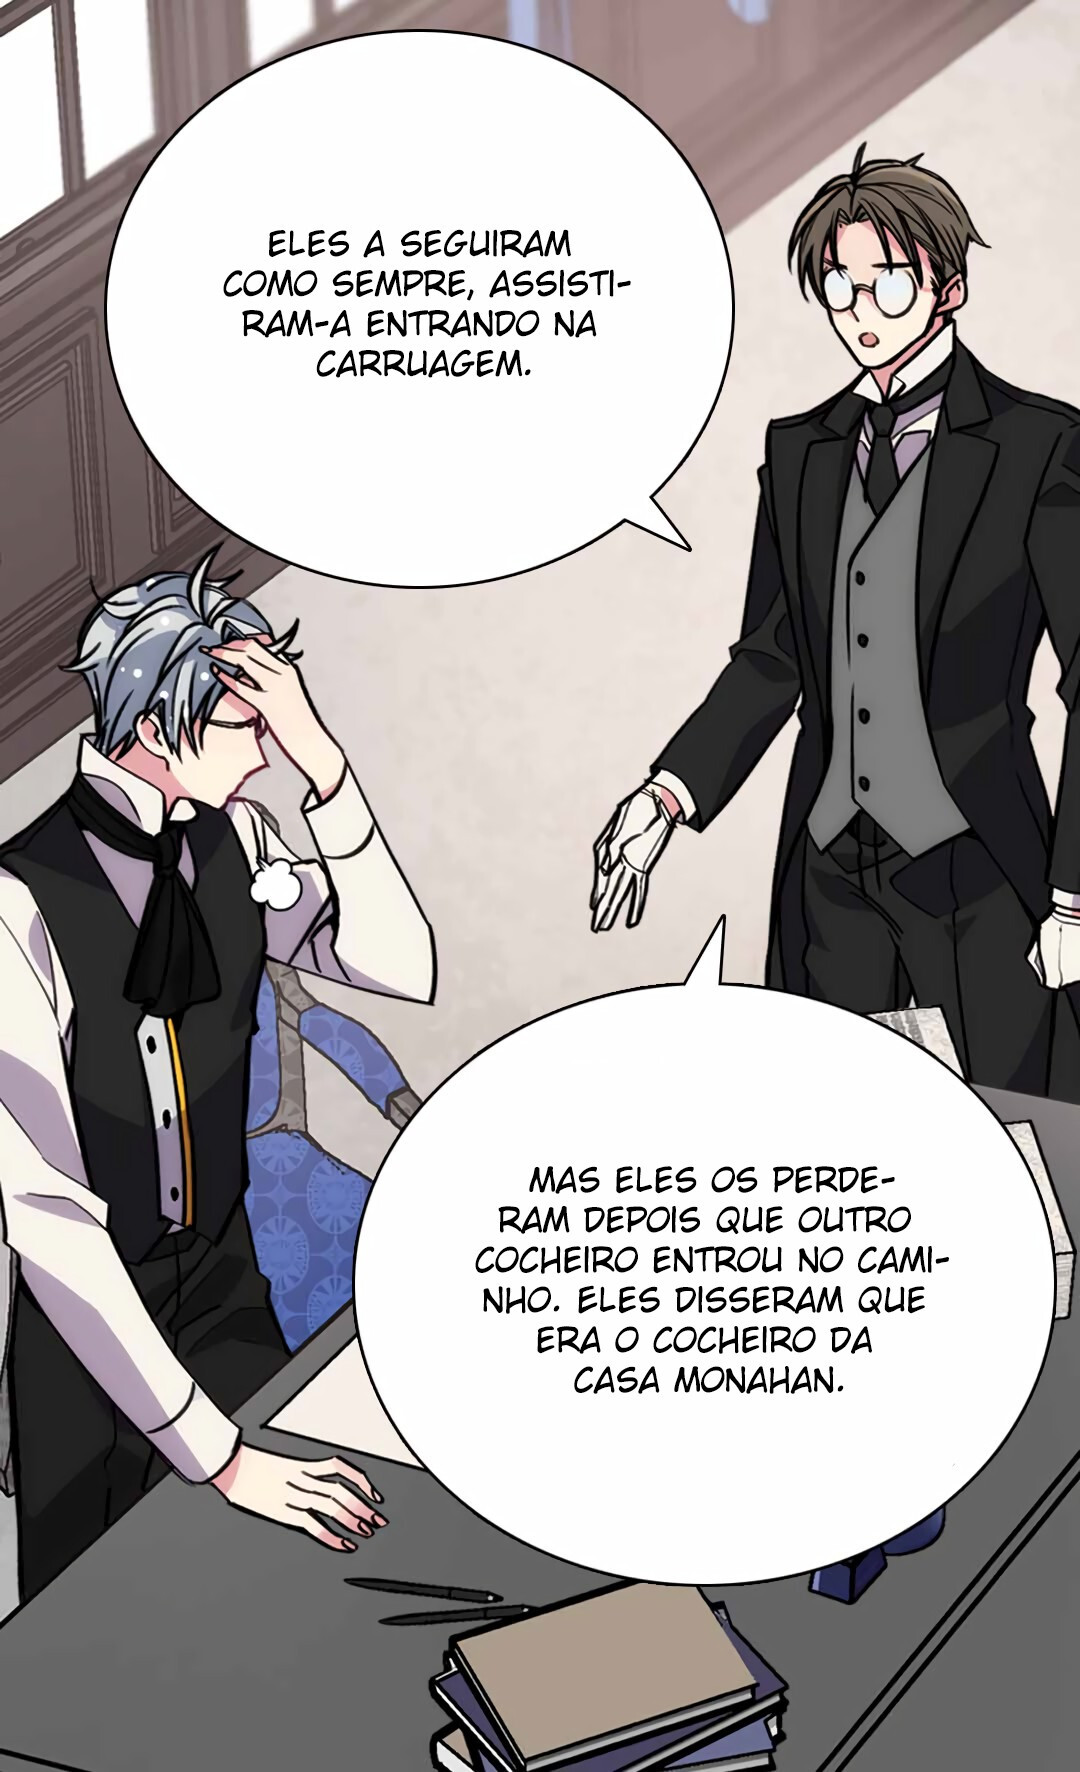 ELES A SEGUIRAM
COMO SEMPRE, ASSISTI-
RAM-A ENTRANDO NA
CARRUAGEM.
MAS ELES OS PERDE-
RAM DEPOIS QUE OUTRO
COCHEIRO ENTROU NO CAMI-
NHO. ELES DISSERAM QUE
ERA O COCHEIRO DA
CASA MONAHAN.